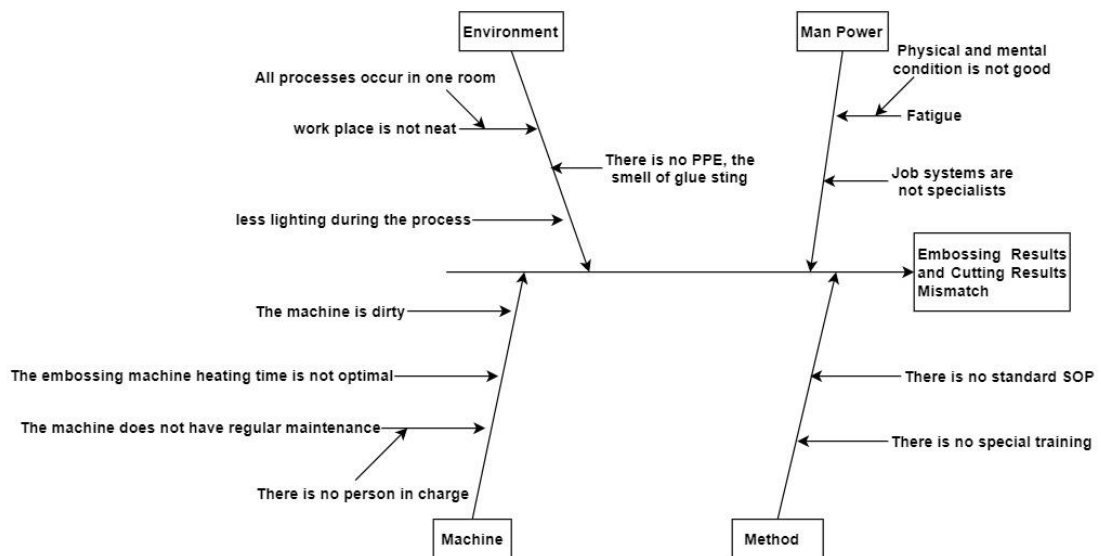 Environment
Man Power
All processes occur in one room
Physical and mental
condition is not good
work place is not neat
Fatigue
There is no PPE, the
smell of glue sting
Job systems are
not specialists
less lighting during the process
Embossing Results
and Cutting Results
Mismatch
The machine is dirty
The embossing machine heating time is not optimal
There is no standard SOP
The machine does not have regular maintenance
There is no special training
There is no person in charge
Machine
Method